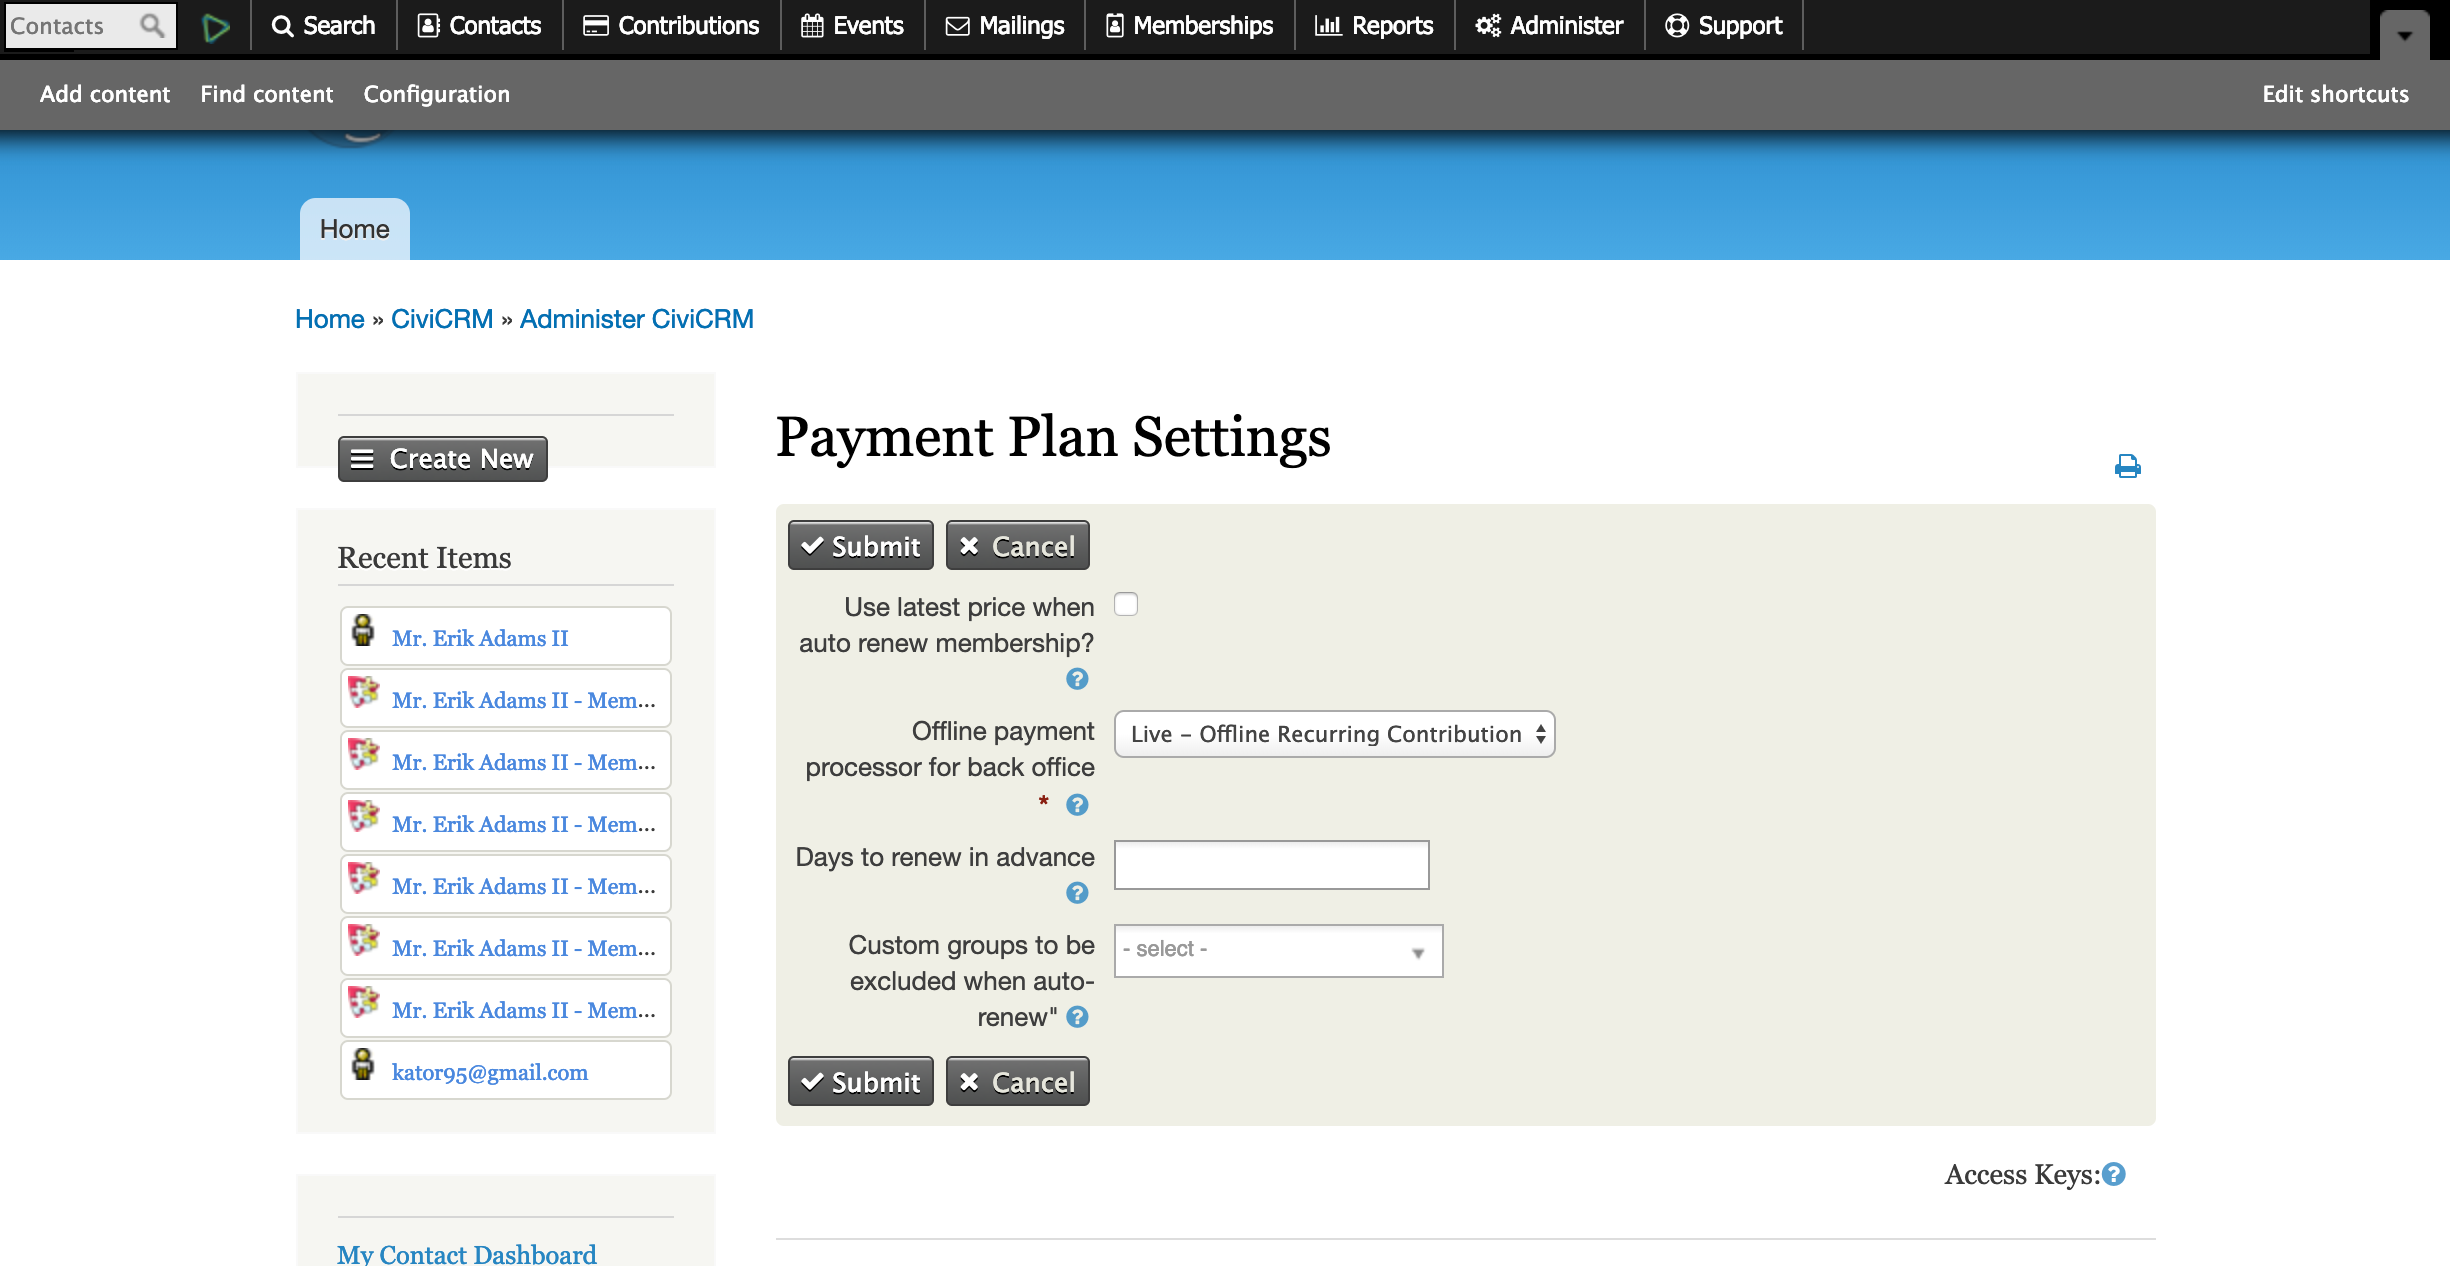 Contacts Search Contacts Contributions Events Mailings Memberships Reports Administer Support
Add content Find content Configuration Edit shortcuts
Home
Home » CiviCRM » Administer CiviCRM
Create New
Recent Items
Mr. Erik Adams II
Mr. Erik Adams II - Mem...
Mr. Erik Adams II - Mem...
Mr. Erik Adams II - Mem...
Mr. Erik Adams II - Mem...
Mr. Erik Adams II - Mem...
Mr. Erik Adams II - Mem...
kator95@gmail.com
My Contact Dashboard
Payment Plan Settings
Submit Cancel
Use latest price when
auto renew membership?
Offline payment
processor for back office
*
Live – Offline Recurring Contribution
Days to renew in advance
Custom groups to be
excluded when auto-
renew"
- select -
Submit Cancel
Access Keys: